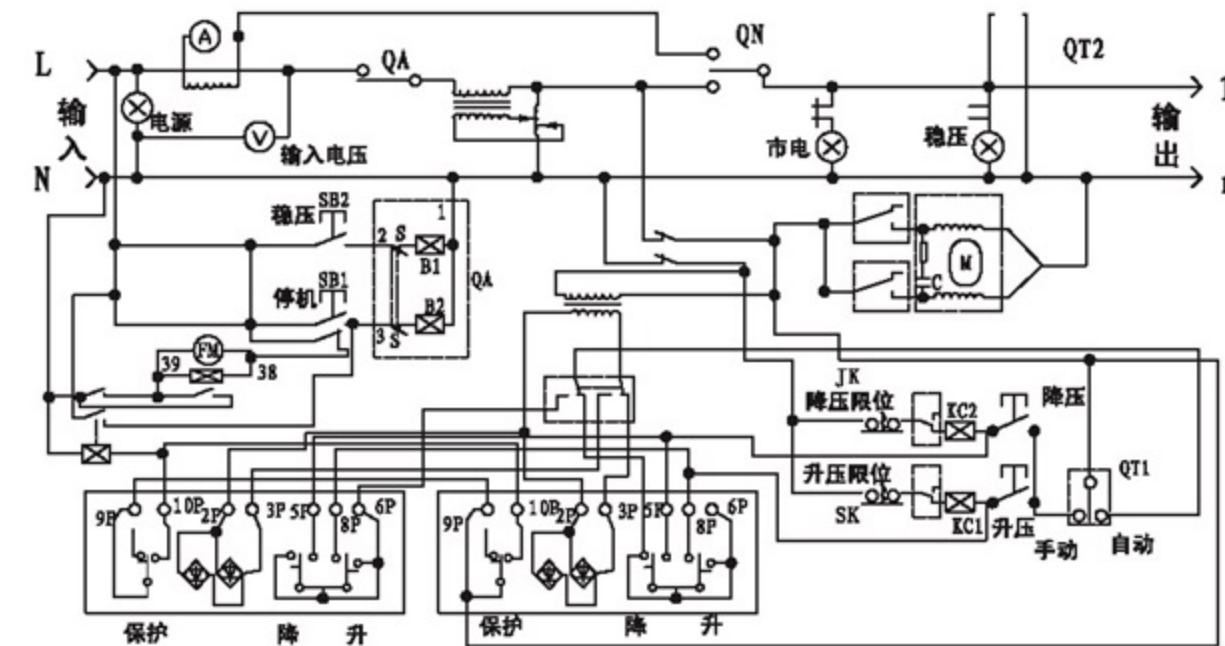 A
QN
QT2
L
QA
输入
电源
V
输入电压
市电
稳压
输出
N
稳压
SB2
1
2
S
B1
QA
M
C
停机
SB1
B2
3
S
FM
39
38
JK
降压限位
KC2
降压
升压限位
QT1
SK
KC1
升压
手动
自动
9P
10P
2P
3P
5P
8P
6P
9P
10P
2P
3P
5P
8P
6P
保护
降
升
保护
降
升